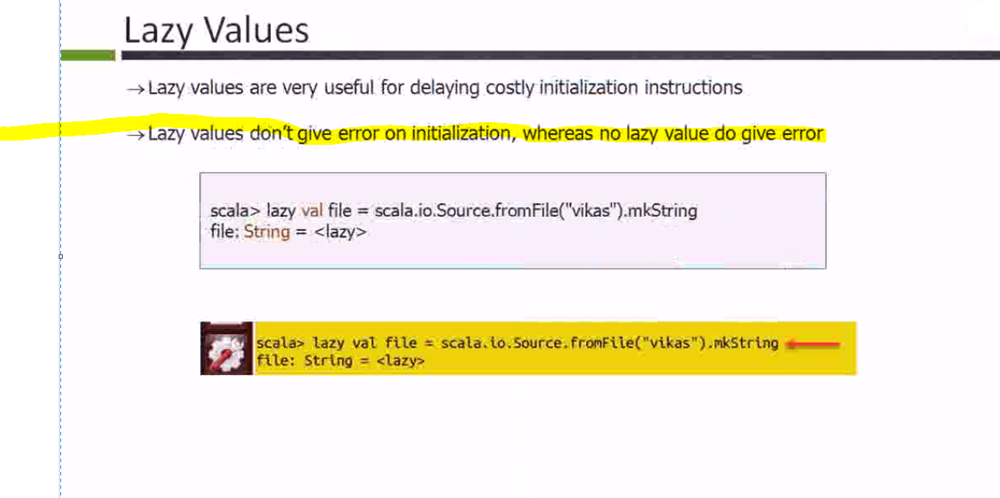 Lazy Values
→Lazy values are very useful for delaying costly initialization instructions
→Lazy values don't give error on initialization, whereas no lazy value do give error
scala> lazy val file = scala.io.Source.fromFile("vikas").mkString
file: String = <lazy>
scala> lazy val file = scala.io.Source.fromFile("vikas").mkString
file: String = <lazy>